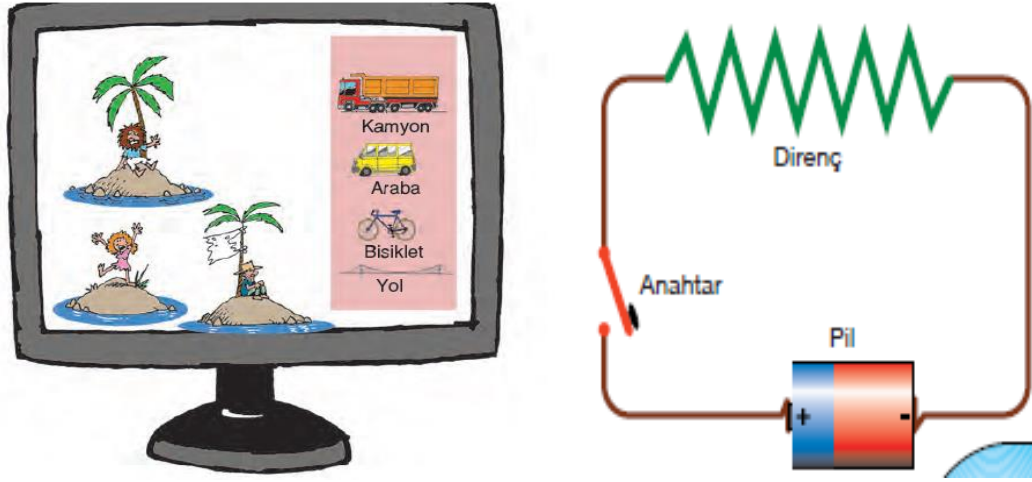 Kamyon
Araba
Bisiklet
Yol
Direnç
Anahtar
Pil
+
-